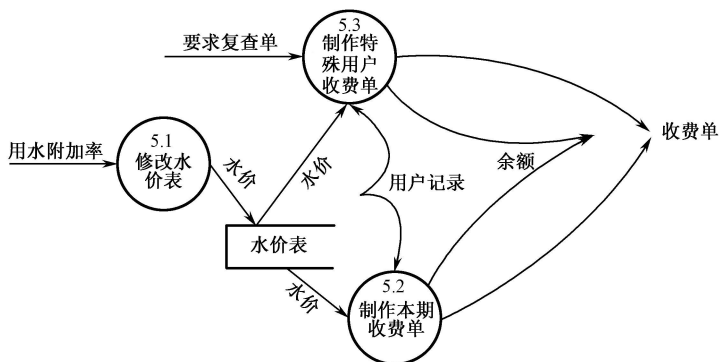 5.3
制作特
殊用户
收费单
要求复查单
收费单
5.1
修改水
价表
用水附加率
水价
水价
余额
用户记录
水价表
水价
5.2
制作本期
收费单